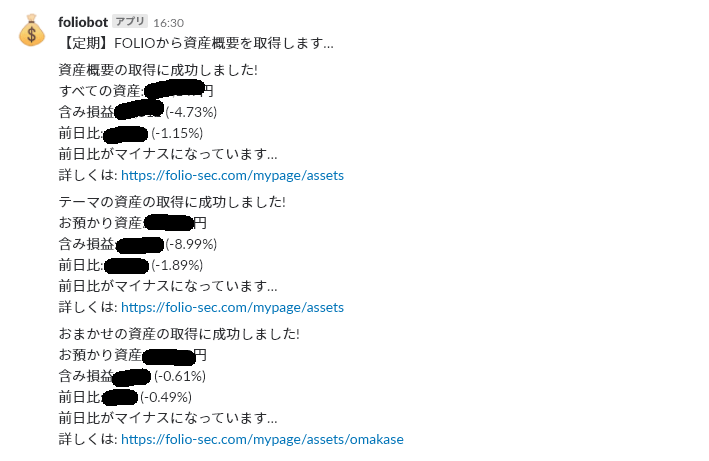 foliobot アプリ 16:30
【定期】FOLIOから資産概要を取得します...
資産概要の取得に成功しました!
すべての資産: 円
含み損益: (-4.73%)
前日比: (-1.15%)
前日比がマイナスになっています...
詳しくは: https://folio-sec.com/mypage/assets
テーマの資産の取得に成功しました!
お預かり資産: 円
含み損益: (-8.99%)
前日比: (-1.89%)
前日比がマイナスになっています...
詳しくは: https://folio-sec.com/mypage/assets
おまかせの資産の取得に成功しました!
お預かり資産: 円
含み損益: (-0.61%)
前日比: (-0.49%)
前日比がマイナスになっています...
詳しくは: https://folio-sec.com/mypage/assets/omakase